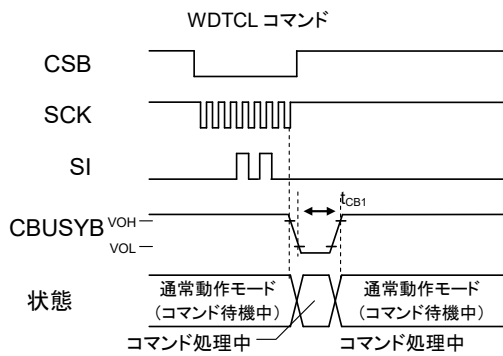 WDTCL コマンド
CSB
SCK
SI
tCB1
CBUSYB
VOH
VOL
状態
通常動作モード
（コマンド待機中）
通常動作モード
（コマンド待機中）
コマンド処理中
コマンド処理中